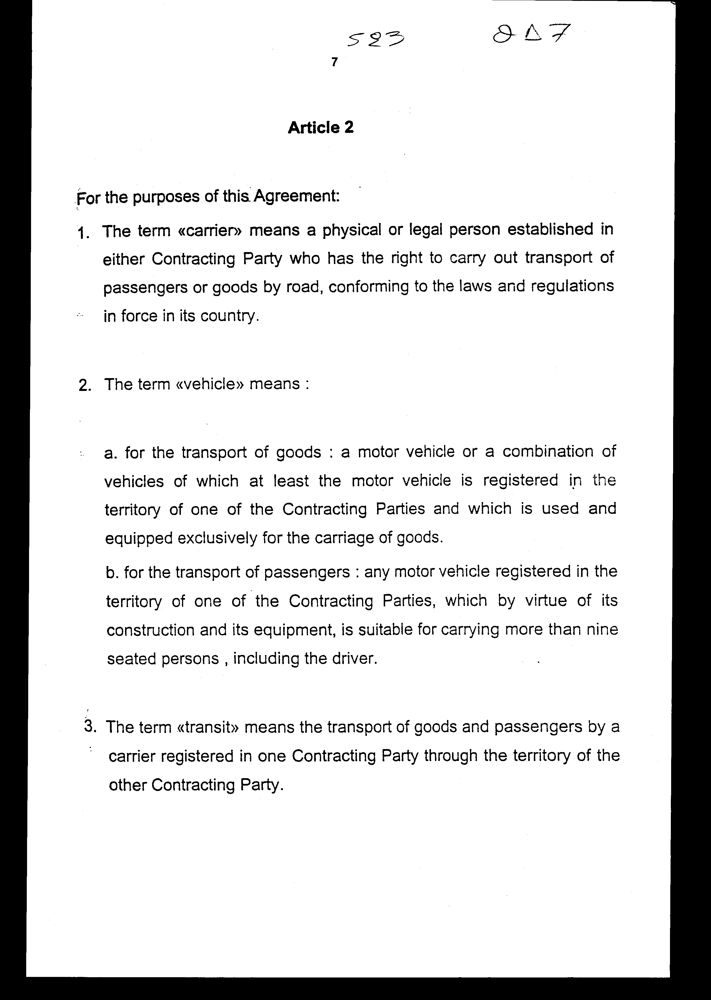 523
7
Article 2
For the purposes of this Agreement:
1. The term «carrier» means a physical or legal person established in
either Contracting Party who has the right to carry out transport of
passengers or goods by road, conforming to the laws and regulations
in force in its country.
2. The term «vehicle» means :
a. for the transport of goods : a motor vehicle or a combination of
vehicles of which at least the motor vehicle is registered in the
territory of one of the Contracting Parties and which is used and
equipped exclusively for the carriage of goods.
b. for the transport of passengers : any motor vehicle registered in the
territory of one of the Contracting Parties, which by virtue of its
construction and its equipment, is suitable for carrying more than nine
seated persons , including the driver.
3. The term «transit» means the transport of goods and passengers by a
carrier registered in one Contracting Party through the territory of the
other Contracting Party.